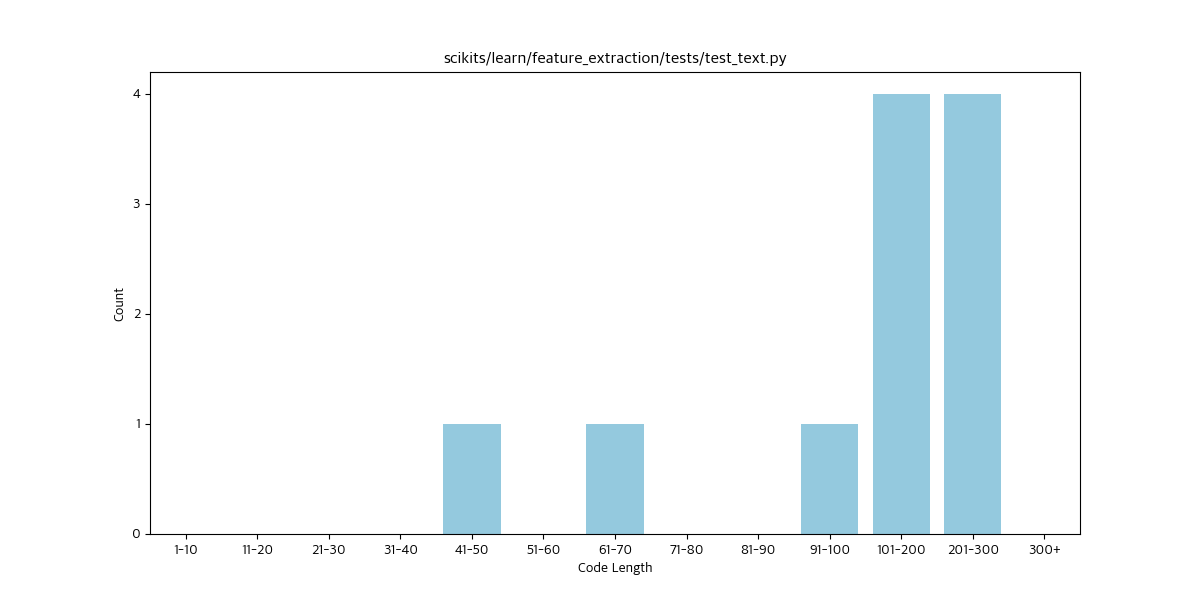 scikits/learn/feature_extraction/tests/test_text.py
Count
4
3
2
1
0
1-10 11-20 21-30 31-40 41-50 51-60 61-70 71-80 81-90 91-100 101-200 201-300 300+
Code Length